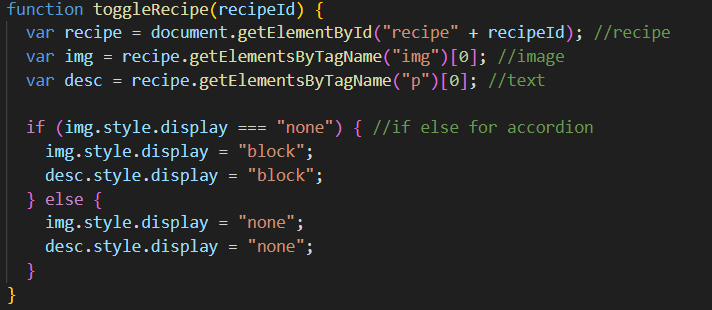 function toggleRecipe(recipeId) {
  var recipe = document.getElementById("recipe" + recipeId); //recipe
  var img = recipe.getElementsByTagName("img")[0]; //image
  var desc = recipe.getElementsByTagName("p")[0]; //text

  if (img.style.display === "none") { //if else for accordion
    img.style.display = "block";
    desc.style.display = "block";
  } else {
    img.style.display = "none";
    desc.style.display = "none";
  }
}